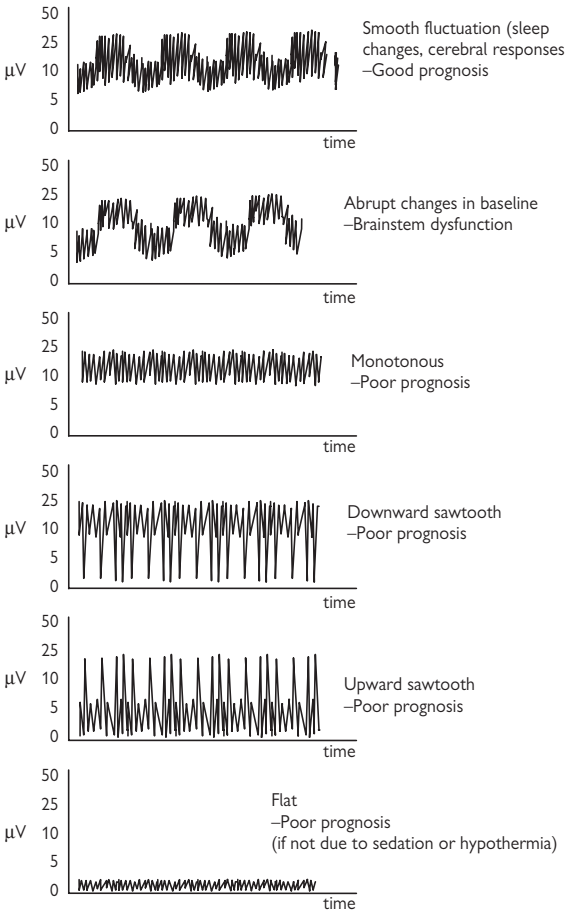 50
25
10
5
0
μV
time
Smooth fluctuation (sleep
changes, cerebral responses
–Good prognosis
50
25
10
5
0
μV
time
Abrupt changes in baseline
–Brainstem dysfunction
50
25
10
5
0
μV
time
Monotonous
–Poor prognosis
50
25
10
5
0
μV
time
Downward sawtooth
–Poor prognosis
50
25
10
5
0
μV
time
Upward sawtooth
–Poor prognosis
50
25
10
5
0
μV
time
Flat
–Poor prognosis
(if not due to sedation or hypothermia)